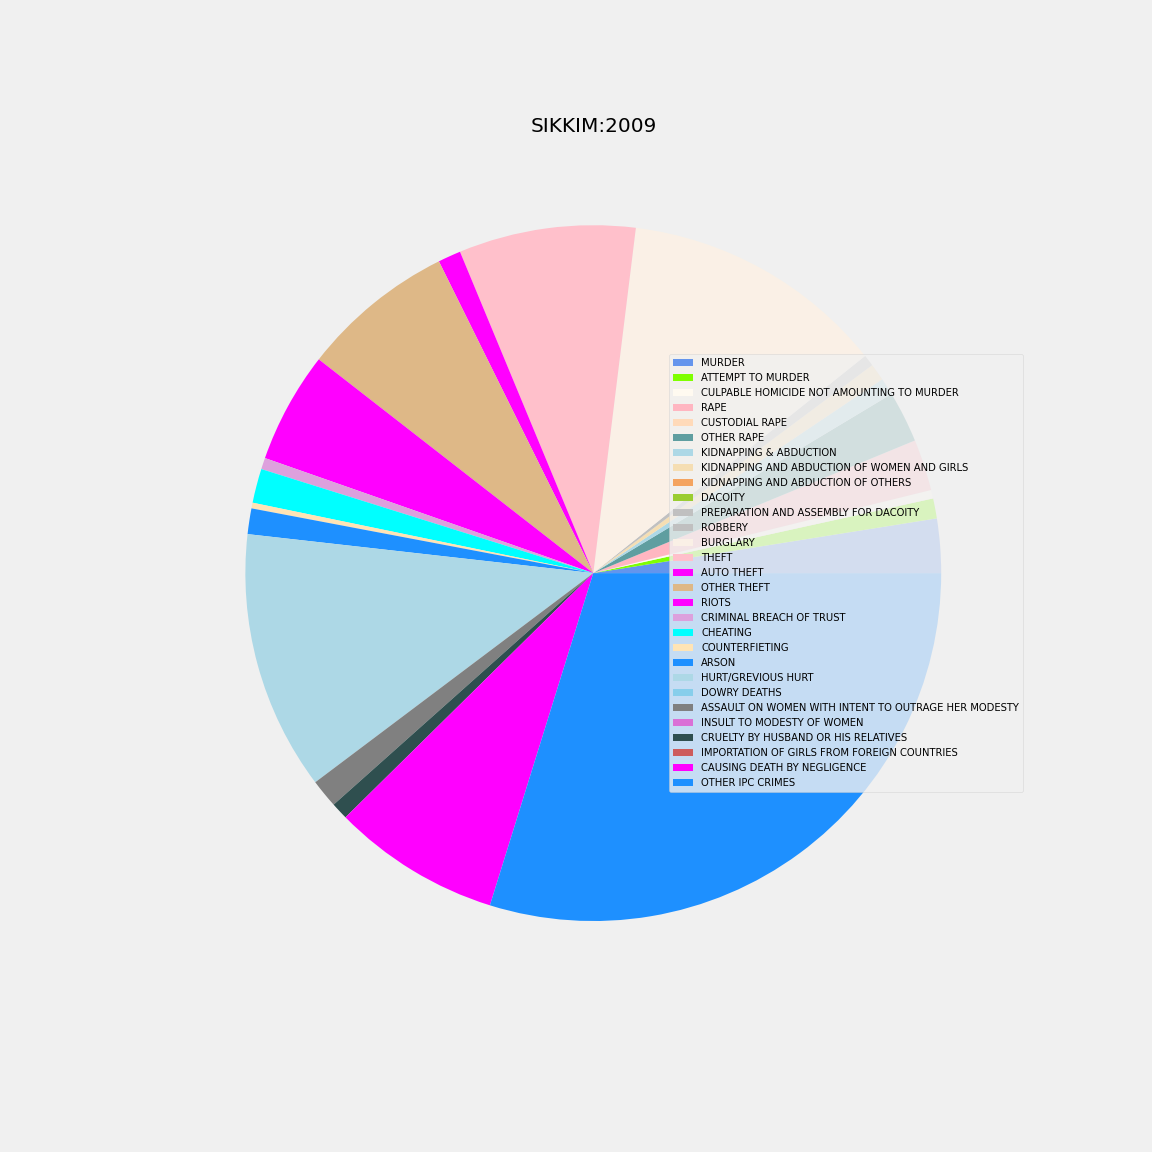 SIKKIM:2009
MURDER
ATTEMPT TO MURDER
CULPABLE HOMICIDE NOT AMOUNTING TO MURDER
RAPE
CUSTODIAL RAPE
OTHER RAPE
KIDNAPPING & ABDUCTION
KIDNAPPING AND ABDUCTION OF WOMEN AND GIRLS
KIDNAPPING AND ABDUCTION OF OTHERS
DACOITY
PREPARATION AND ASSEMBLY FOR DACOITY
ROBBERY
BURGLARY
THEFT
AUTO THEFT
OTHER THEFT
RIOTS
CRIMINAL BREACH OF TRUST
CHEATING
COUNTERFIETING
ARSON
HURT/GREVIOUS HURT
DOWRY DEATHS
ASSAULT ON WOMEN WITH INTENT TO OUTRAGE HER MODESTY
INSULT TO MODESTY OF WOMEN
CRUELTY BY HUSBAND OR HIS RELATIVES
IMPORTATION OF GIRLS FROM FOREIGN COUNTRIES
CAUSING DEATH BY NEGLIGENCE
OTHER IPC CRIMES